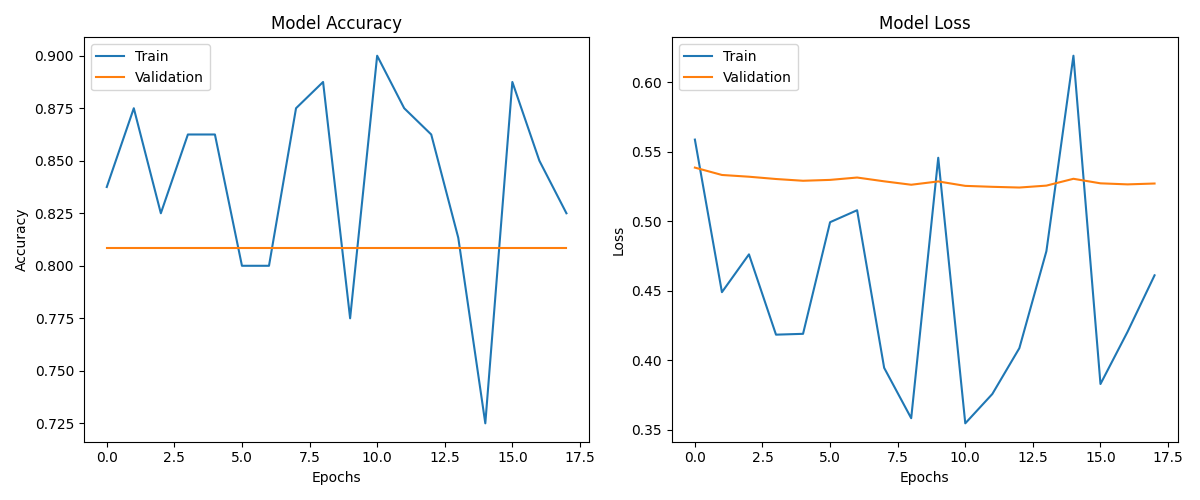 Model Accuracy
Train
Validation
0.900
0.875
0.850
0.825
0.800
0.775
0.750
0.725
Accuracy
0.0 2.5 5.0 7.5 10.0 12.5 15.0 17.5
Epochs
Model Loss
Train
Validation
0.60
0.55
0.50
0.45
0.40
0.35
Loss
0.0 2.5 5.0 7.5 10.0 12.5 15.0 17.5
Epochs